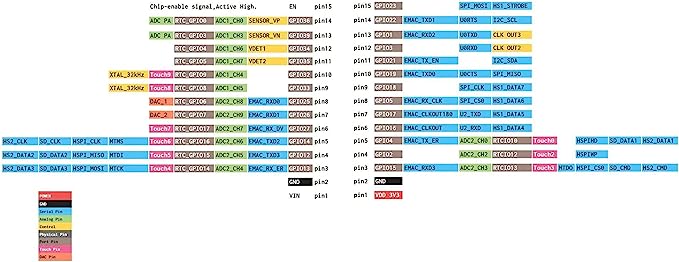 Chip-enable signal,Active High. EN pin15 pin15 GPIO23 SPI_MOSI HS1_STROBE
ADC_PA RTC_GPIO0 ADC1_CH0 SENSOR_VP GPIO36 pin14 pin14 GPIO22 EMAC_TXD1 U0RTS I2C_SCL
ADC_PA RTC_GPIO3 ADC1_CH3 SENSOR_VN GPIO39 pin13 pin13 GPIO1 EMAC_RXD2 U0TXD CLK_OUT3
RTC_GPIO4 ADC1_CH6 VDET1 GPIO34 pin12 pin12 GPIO3 U0RXD CLK_OUT2
RTC_GPIO5 ADC1_CH7 VDET2 GPIO35 pin11 pin11 GPIO21 EMAC_TX_EN I2C_SDA
XTAL_32kHz Touch9 RTC_GPIO9 ADC1_CH4 GPIO32 pin10 pin10 GPIO19 EMAC_TXD0 U0CTS SPI_MISO
XTAL_32kHz Touch8 RTC_GPIO8 ADC1_CH5 GPIO33 pin9 pin9 GPIO18 SPI_CLK HS1_DATA7
DAC_1 RTC_GPIO6 ADC2_CH8 EMAC_RXD0 GPIO25 pin8 pin8 GPIO5 EMAC_RX_CLK SPI_CS0 HS1_DATA6
DAC_2 RTC_GPIO7 ADC2_CH9 EMAC_RXD1 GPIO26 pin7 pin7 GPIO17 EMAC_CLKOUT180 U2_TXD HS1_DATA5
Touch7 RTC_GPIO17 ADC2_CH7 EMAC_RX_DV GPIO27 pin6 pin6 GPIO16 EMAC_CLKOUT U2_RXD HS1_DATA4
HS2_CLK SD_CLK HSPI_CLK MTMS Touch6 RTC_GPIO16 ADC2_CH6 EMAC_TXD2 GPIO14 pin5 pin5 GPIO4 EMAC_TX_ER ADC2_CH0 RTCIO10 Touch0 HSPIHD SD_DATA1 HS2_DATA1
HS2_DATA2 SD_DATA2 HSPI_MISO MTDI Touch5 RTC_GPIO15 ADC2_CH5 EMAC_TXD3 GPIO12 pin4 pin4 GPIO2 ADC2_CH2 RTCIO12 Touch2 HSPIWP
HS2_DATA3 SD_DATA3 HSPI_MOSI MTCK Touch4 RTC_GPIO14 ADC2_CH4 EMAC_RX_ER GPIO13 pin3 pin3 GPIO15 EMAC_RXD3 ADC2_CH3 RTCIO13 Touch3 MTDO HSPI_CS0 SD_CMD HS2_CMD
GND pin2 pin2 GND
VIN pin1 pin1 VDD 3V3
POWER
GND
Serial Pin
Analog Pin
Control
Physical Pin
Port Pin
Touch Pin
DAC Pin